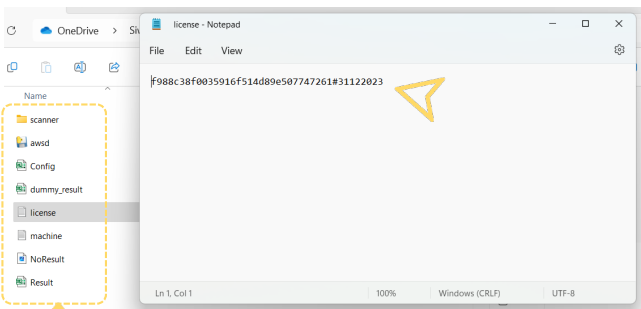 license - Notepad
OneDrive > Siv
File Edit View
f988c38f0035916f514d89e507747261#31122023
Name
scanner
awsd
Config
dummy_result
license
machine
NoResult
Result
Ln 1, Col 1 100% Windows (CRLF) UTF-8